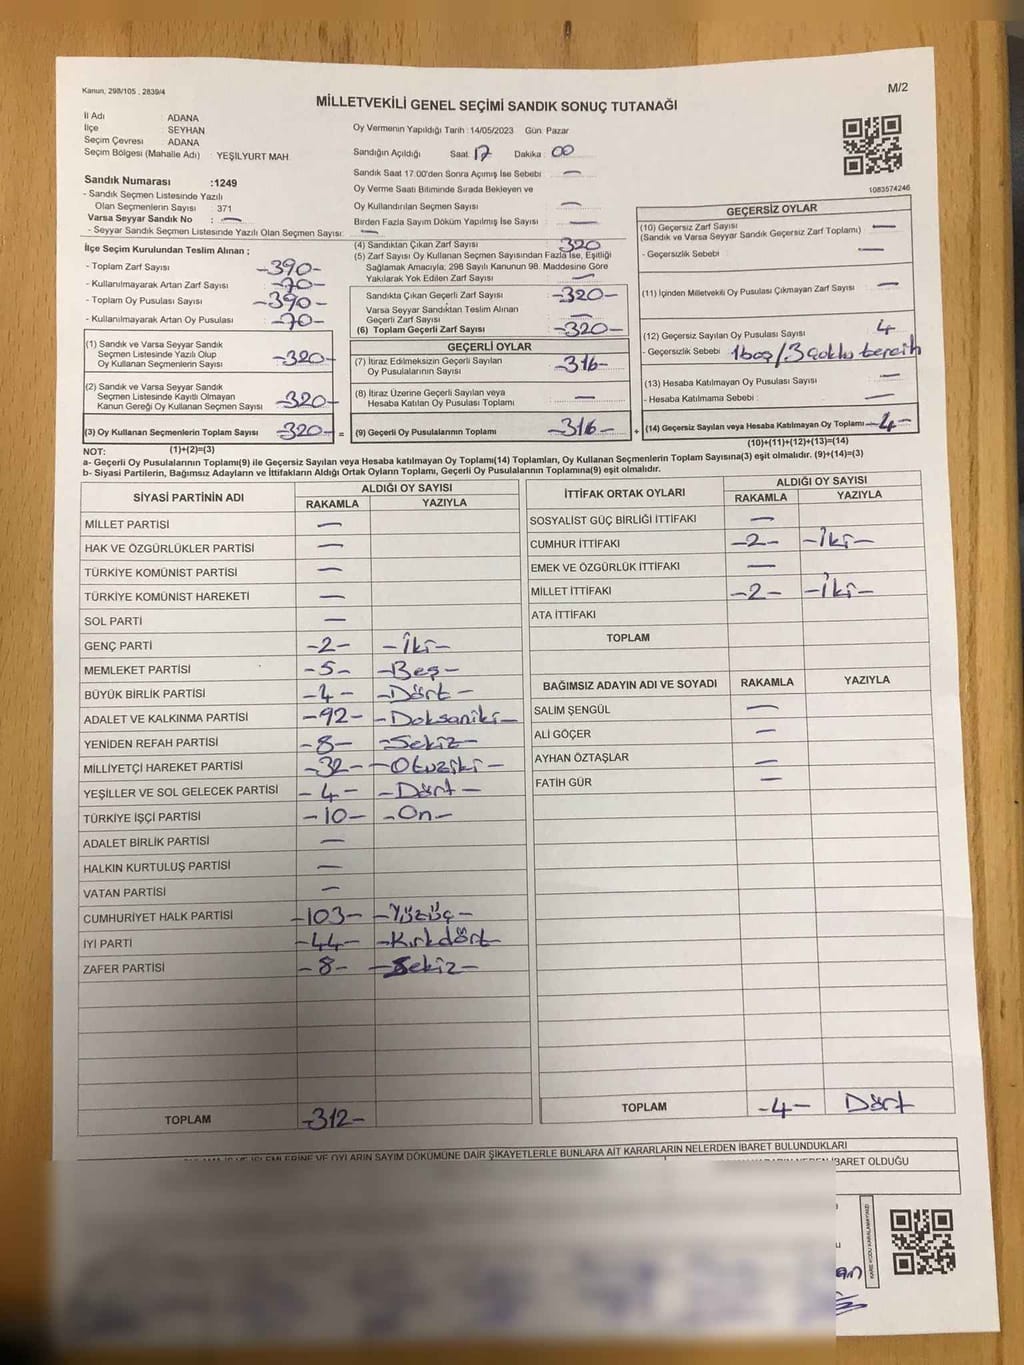 Kanun, 298/105 , 2839/4
M/2
MİLLETVEKİLİ GENEL SEÇİMİ SANDIK SONUÇ TUTANAĞI
İl Adı : ADANA
İlçe : SEYHAN
Seçim Çevresi : ADANA
Seçim Bölgesi (Mahalle Adı) : YEŞİLYURT MAH.
Oy Vermenin Yapıldığı Tarih :14/05/2023 Gün: Pazar
Sandığın Açıldığı Saat: 17 Dakika: 00
Sandık Saat 17.00'den Sonra Açımış İse Sebebi : —
Oy Verme Saati Bitiminde Sırada Bekleyen ve
Oy Kullandırılan Seçmen Sayısı : —
Birden Fazla Sayım Döküm Yapılmış İse Sayısı : —
1083574246
Sandık Numarası :1249
- Sandık Seçmen Listesinde Yazılı
Olan Seçmenlerin Sayısı : 371
Varsa Seyyar Sandık No : —
- Seyyar Sandık Seçmen Listesinde Yazılı Olan Seçmen Sayısı: —
İlçe Seçim Kurulundan Teslim Alınan ;
- Toplam Zarf Sayısı : -390-
- Kullanılmayarak Artan Zarf Sayısı : -70-
- Toplam Oy Pusulası Sayısı : -390-
- Kullanılmayarak Artan Oy Pusulası : -70-
(1) Sandık ve Varsa Seyyar Sandık
Seçmen Listesinde Yazılı Olup
Oy Kullanan Seçmenlerin Sayısı -320-
(2) Sandık ve Varsa Seyyar Sandık
Seçmen Listesinde Kayıtlı Olmayan
Kanun Gereği Oy Kullanan Seçmen Sayısı -320-
(3) Oy Kullanan Seçmenlerin Toplam Sayısı -320- =
(4) Sandıktan Çıkan Zarf Sayısı 320
(5) Zarf Sayısı Oy Kullanan Seçmen Sayısından Fazla İse, Eşitliği
Sağlamak Amacıyla; 298 Sayılı Kanunun 98. Maddesine Göre
Yakılarak Yok Edilen Zarf Sayısı —
Sandıkta Çıkan Geçerli Zarf Sayısı -320-
Varsa Seyyar Sandıktan Teslim Alınan
Geçerli Zarf Sayısı —
(6) Toplam Geçerli Zarf Sayısı -320-
GEÇERLİ OYLAR
(7) İtiraz Edilmeksizin Geçerli Sayılan
Oy Pusulalarının Sayısı -316-
(8) İtiraz Üzerine Geçerli Sayılan veya
Hesaba Katılan Oy Pusulası Toplamı —
(9) Geçerli Oy Pusulalarının Toplamı -316- +
GEÇERSİZ OYLAR
(10) Geçersiz Zarf Sayısı —
(Sandık ve Varsa Seyyar Sandık Geçersiz Zarf Toplamı)
- Geçersizlik Sebebi : —
(11) İçinden Milletvekili Oy Pusulası Çıkmayan Zarf Sayısı —
(12) Geçersiz Sayılan Oy Pusulası Sayısı 4
- Geçersizlik Sebebi : 1 boş / 3 çoklu tercih
(13) Hesaba Katılmayan Oy Pusulası Sayısı —
- Hesaba Katılmama Sebebi : —
(14) Geçersiz Sayılan veya Hesaba Katılmayan Oy Toplamı -4-
NOT: (1)+(2)=(3)
(10)+(11)+(12)+(13)=(14)
a- Geçerli Oy Pusulalarının Toplamı(9) ile Geçersiz Sayılan veya Hesaba katılmayan Oy Toplamı(14) Toplamları, Oy Kullanan Seçmenlerin Toplam Sayısına(3) eşit olmalıdır. (9)+(14)=(3)
b- Siyasi Partilerin, Bağımsız Adayların ve İttifakların Aldığı Ortak Oyların Toplamı, Geçerli Oy Pusulalarının Toplamına(9) eşit olmalıdır.
SİYASİ PARTİNİN ADI
ALDIĞI OY SAYISI
RAKAMLA YAZIYLA
MİLLET PARTİSİ —
HAK VE ÖZGÜRLÜKLER PARTİSİ —
TÜRKİYE KOMÜNİST PARTİSİ —
TÜRKİYE KOMÜNİST HAREKETİ —
SOL PARTİ —
GENÇ PARTİ -2- -İki-
MEMLEKET PARTİSİ -5- -Beş-
BÜYÜK BİRLİK PARTİSİ -4- -Dört-
ADALET VE KALKINMA PARTİSİ -92- -Doksaniki-
YENİDEN REFAH PARTİSİ -8- -Sekiz-
MİLLİYETÇİ HAREKET PARTİSİ -32- -Otuziki-
YEŞİLLER VE SOL GELECEK PARTİSİ -4- -Dört-
TÜRKİYE İŞÇİ PARTİSİ -10- -On-
ADALET BİRLİK PARTİSİ —
HALKIN KURTULUŞ PARTİSİ —
VATAN PARTİSİ —
CUMHURİYET HALK PARTİSİ -103- -Yüzüç-
İYİ PARTİ -44- -Kırkdört-
ZAFER PARTİSİ -8- -Sekiz-
TOPLAM -312-
İTTİFAK ORTAK OYLARI
ALDIĞI OY SAYISI
RAKAMLA YAZIYLA
SOSYALİST GÜÇ BİRLİĞİ İTTİFAKI —
CUMHUR İTTİFAKI -2- -İki-
EMEK VE ÖZGÜRLÜK İTTİFAKI —
MİLLET İTTİFAKI -2- -İki-
ATA İTTİFAKI
TOPLAM
BAĞIMSIZ ADAYIN ADI VE SOYADI RAKAMLA YAZIYLA
SALİM ŞENGÜL —
ALİ GÖÇER —
AYHAN ÖZTAŞLAR —
FATİH GÜR —
TOPLAM -4- Dört
İŞLEMLERİNE VE OYLARIN SAYIM DÖKÜMÜNE DAİR ŞİKAYETLERLE BUNLARA AİT KARARLARIN NELERDEN İBARET BULUNDUKLARI
İBARET OLDUĞU
KARE KODU KARALAMAYINIZ